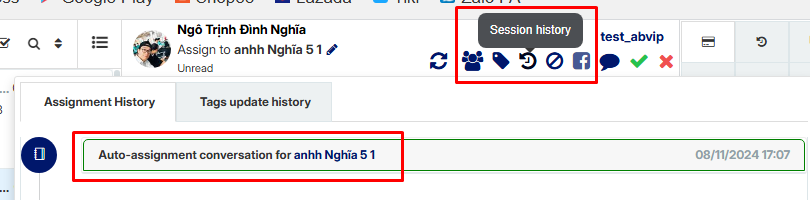 Google Play
Shopee
Lazada
Tiki
Zalo PA
Ngô Trịnh Đình Nghĩa
Session history
test_abvip
Assign to anhh Nghĩa 5 1
Unread
Assignment History
Tags update history
Auto-assignment conversation for anhh Nghĩa 5 1
08/11/2024 17:07